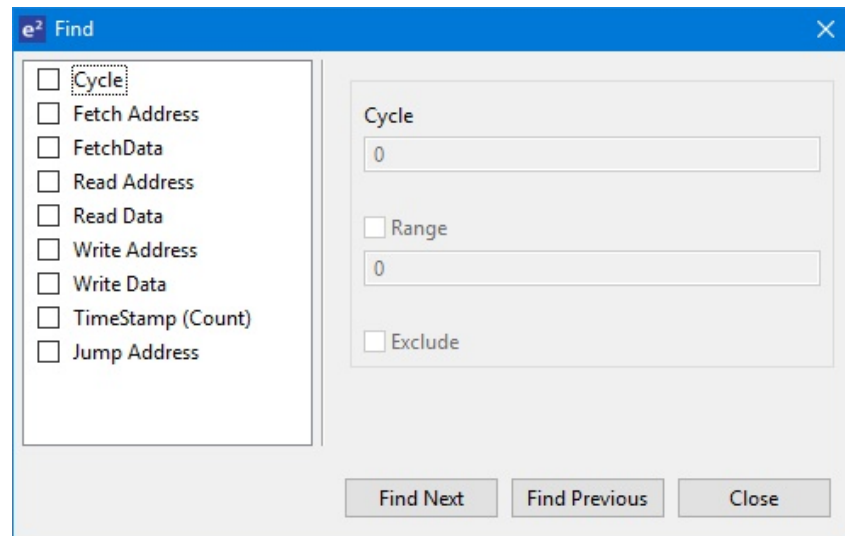 e² Find
Cycle
Fetch Address
FetchData
Read Address
Read Data
Write Address
Write Data
TimeStamp (Count)
Jump Address
Cycle
0
Range
0
Exclude
Find Next Find Previous Close